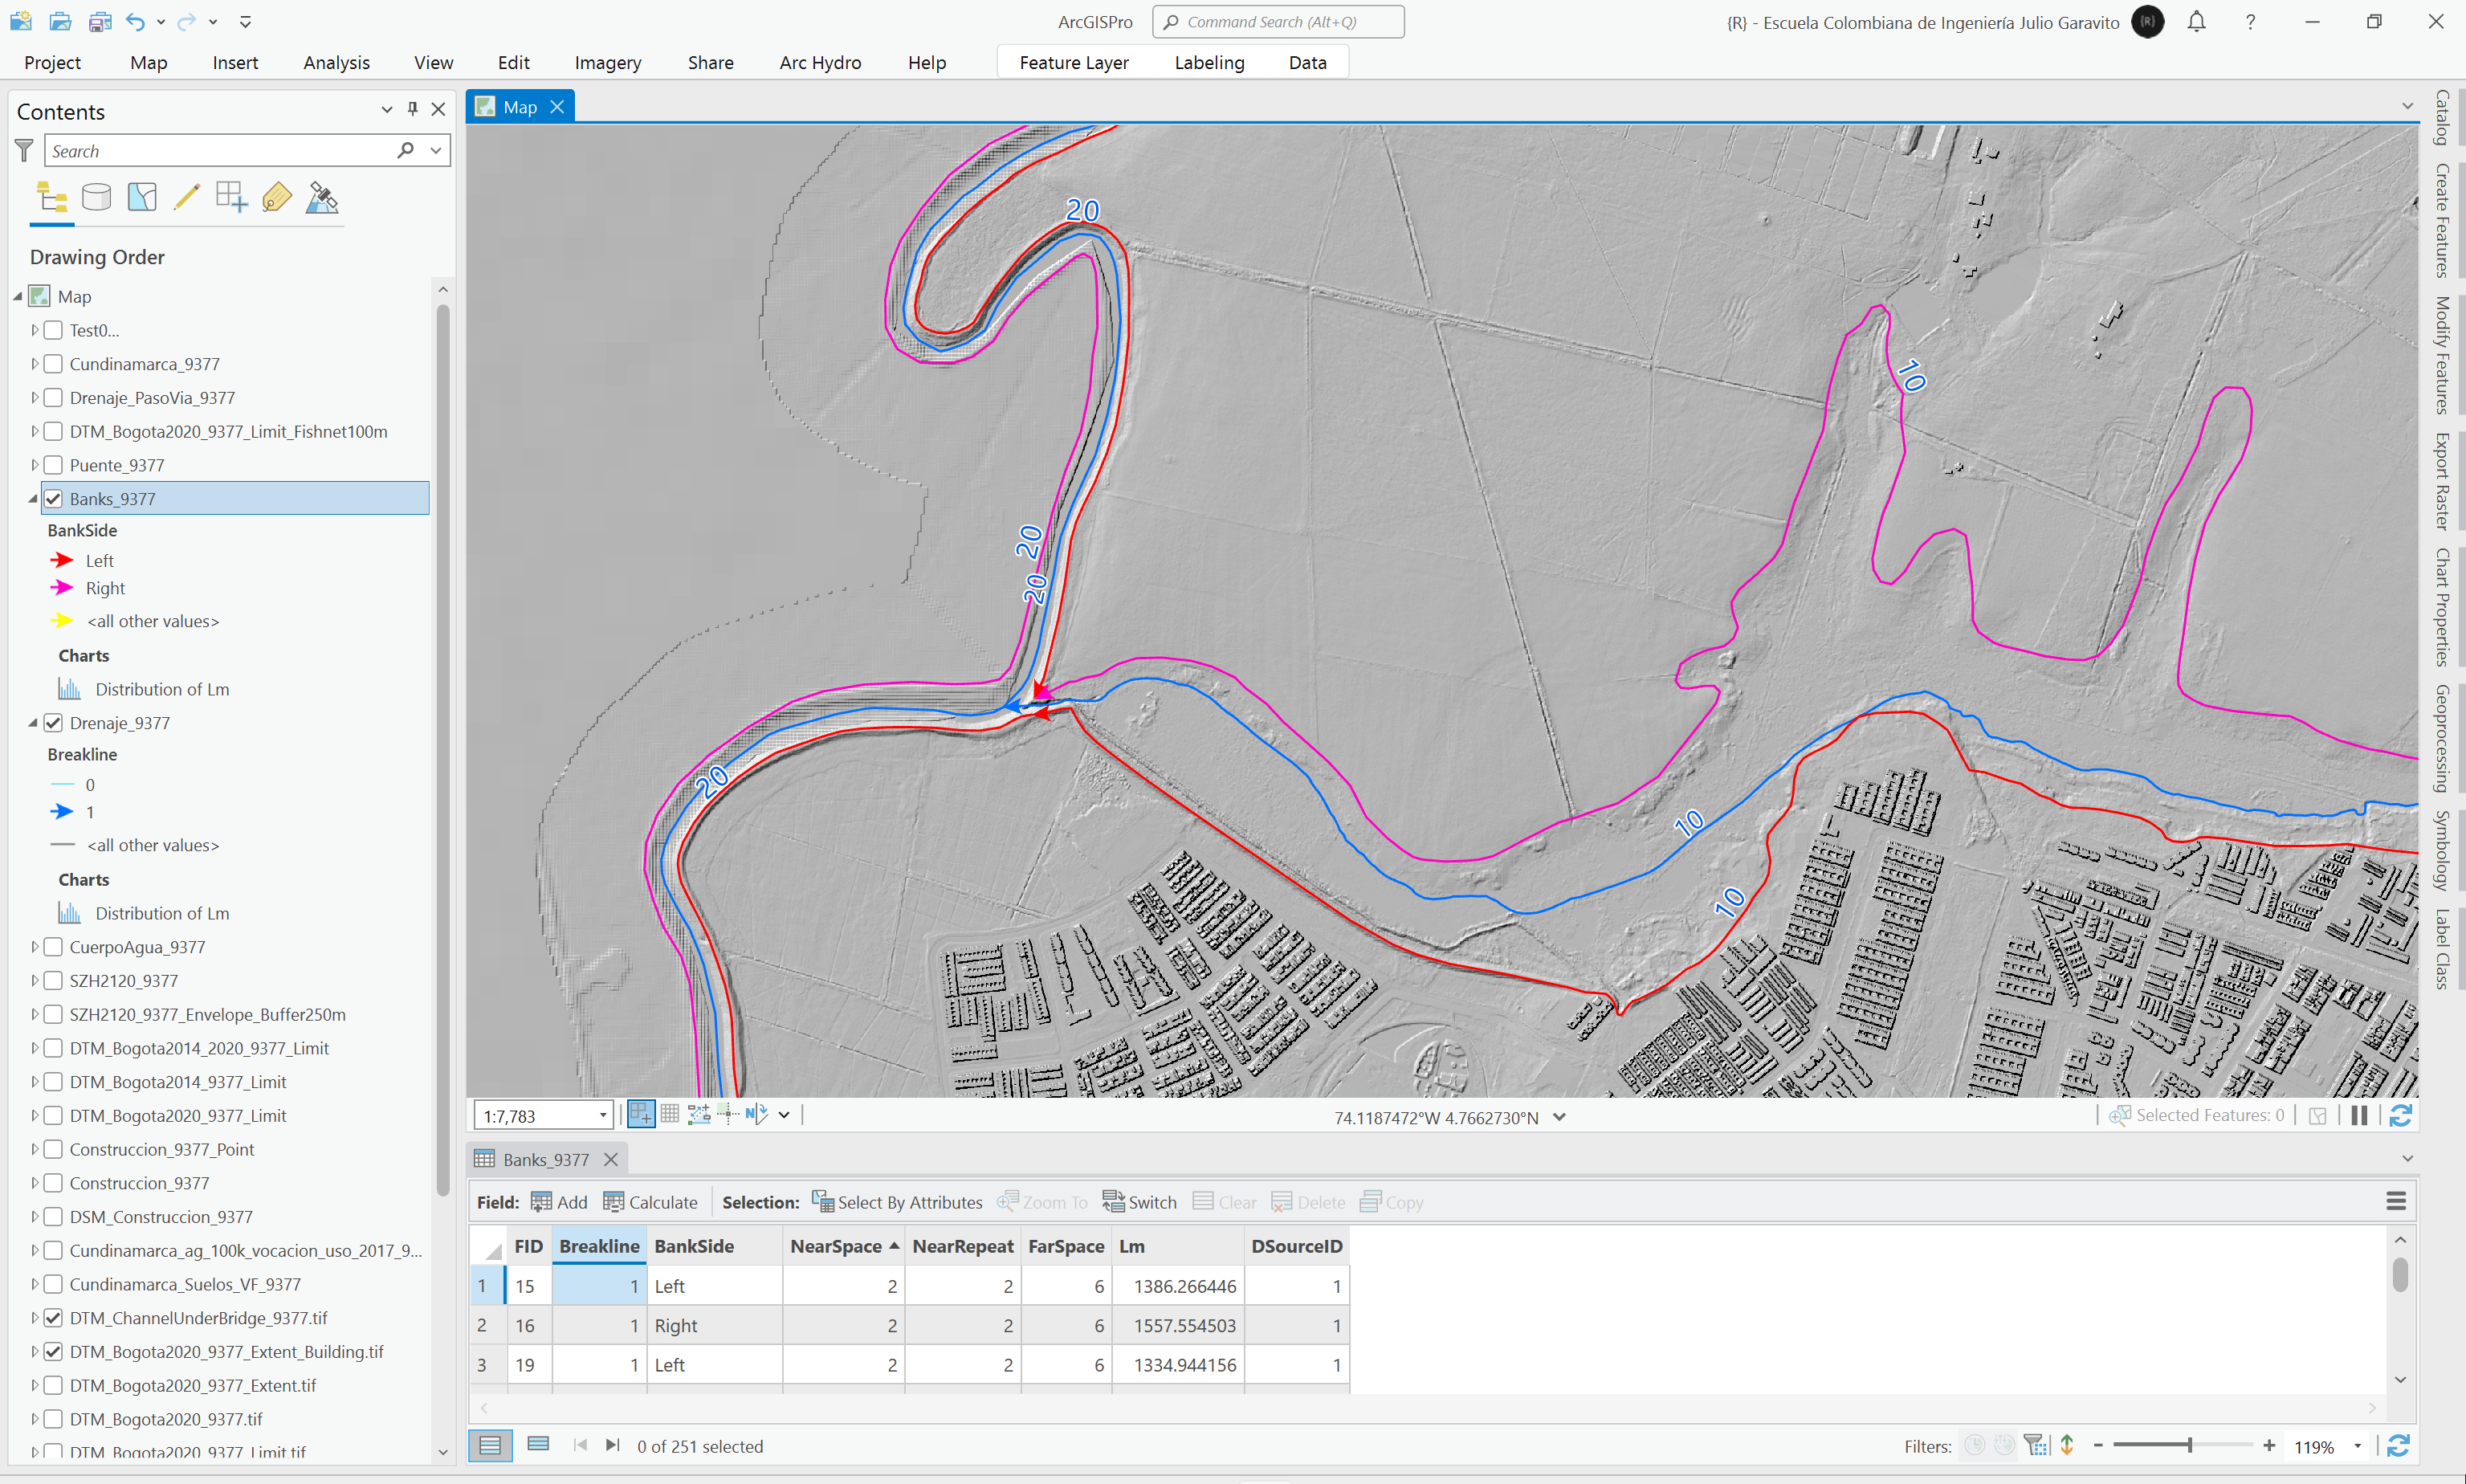 ArcGISPro
Command Search (Alt+Q)
{R} - Escuela Colombiana de Ingeniería Julio Garavito
{R}
?
Project Map Insert Analysis View Edit Imagery Share Arc Hydro Help Feature Layer Labeling Data
Contents
Search
Drawing Order
Map
Test0...
Cundinamarca_9377
Drenaje_PasoVia_9377
DTM_Bogota2020_9377_Limit_Fishnet100m
Puente_9377
Banks_9377
BankSide
Left
Right
<all other values>
Charts
Distribution of Lm
Drenaje_9377
Breakline
0
1
<all other values>
Charts
Distribution of Lm
CuerpoAgua_9377
SZH2120_9377
SZH2120_9377_Envelope_Buffer250m
DTM_Bogota2014_2020_9377_Limit
DTM_Bogota2014_9377_Limit
DTM_Bogota2020_9377_Limit
Construccion_9377_Point
Construccion_9377
DSM_Construccion_9377
Cundinamarca_ag_100k_vocacion_uso_2017_9...
Cundinamarca_Suelos_VF_9377
DTM_ChannelUnderBridge_9377.tif
DTM_Bogota2020_9377_Extent_Building.tif
DTM_Bogota2020_9377_Extent.tif
DTM_Bogota2020_9377.tif
DTM_Bogota2020_9377_Limit.tif
Map
20
10
20
20
20
10
10
1:7,783
N
74.1187472°W 4.7662730°N
Selected Features: 0
Banks_9377
Field: Add Calculate Selection: Select By Attributes Zoom To Switch Clear Delete Copy
FID Breakline BankSide NearSpace NearRepeat FarSpace Lm DSourceID
1 15 1 Left 2 2 6 1386.266446 1
2 16 1 Right 2 2 6 1557.554503 1
3 19 1 Left 2 2 6 1334.944156 1
0 of 251 selected
Filters: - + 119%
Catalog
Create Features
Modify Features
Export Raster
Chart Properties
Geoprocessing
Symbology
Label Class